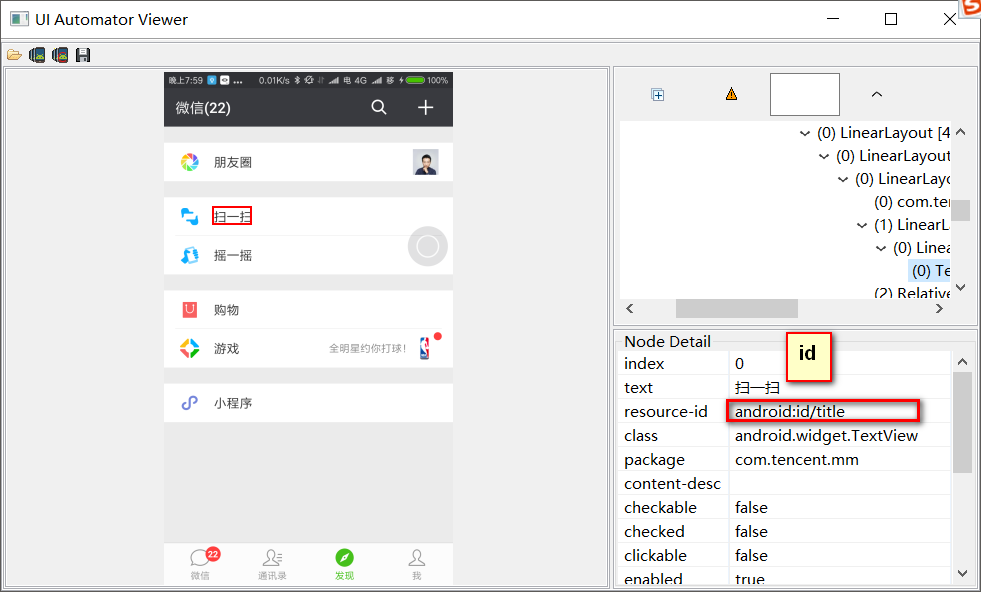 UI Automator Viewer
晚上7:59 ... 0.01K/s 电 4G 移 100%
微信(22)
朋友圈
扫一扫
摇一摇
购物
游戏 全明星约你打球!
小程序
22
微信 通讯录 发现 我
(0) LinearLayout [4
(0) LinearLayout
(0) LinearLayo
(0) com.ter
(1) LinearL
(0) Linea
(0) Te
(2) Relative
Node Detail
id
index 0
text 扫一扫
resource-id android:id/title
class android.widget.TextView
package com.tencent.mm
content-desc
checkable false
checked false
clickable false
enabled true